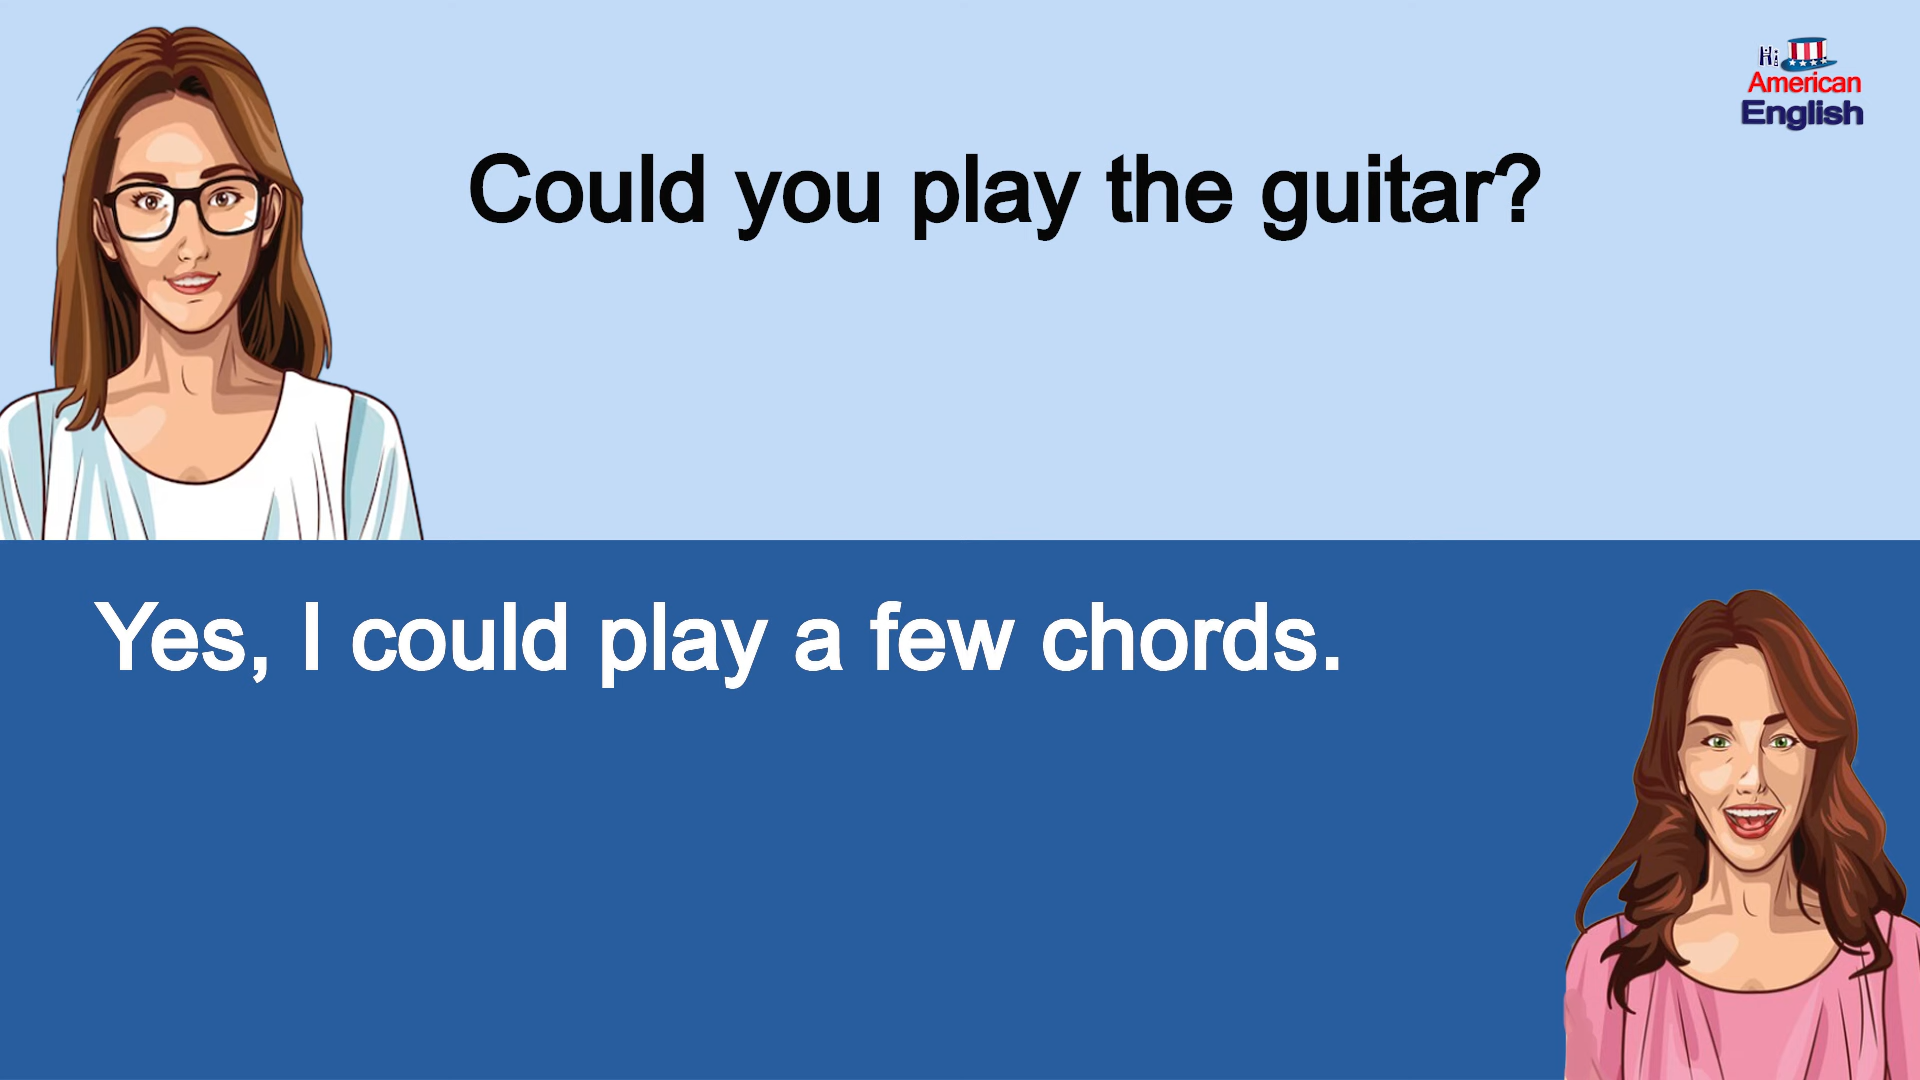 Hi
American
English
Could you play the guitar?
Yes, I could play a few chords.